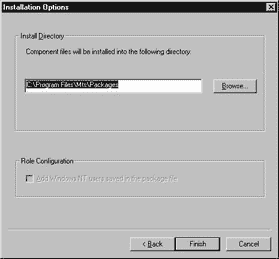 Installation Options
Install Directory
Component files will be installed into the following directory.
C:\Program Files\Mts\Packages
Browse...
Role Configuration
Add Windows NT users saved in the package file
< Back
Finish
Cancel